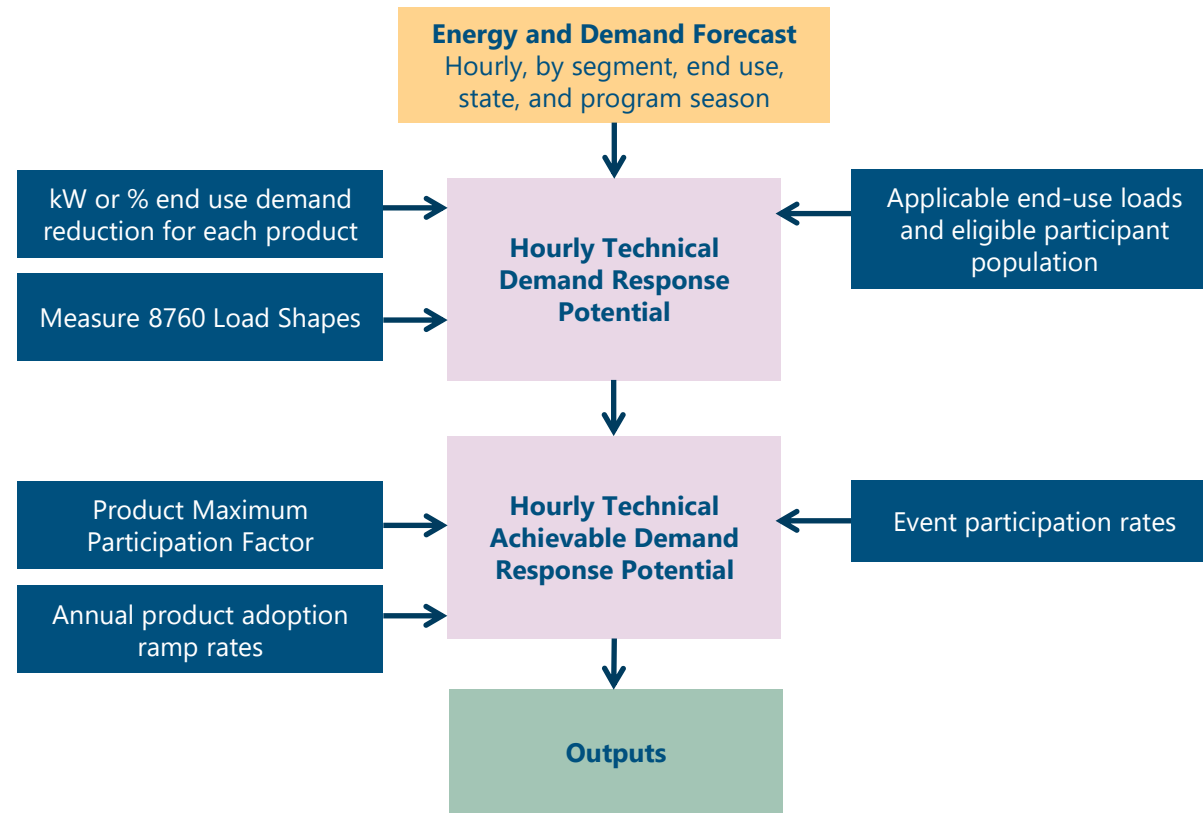 Energy and Demand Forecast
Hourly, by segment, end use,
state, and program season
kW or % end use demand
reduction for each product
Measure 8760 Load Shapes
Hourly Technical
Demand Response
Potential
Applicable end-use loads
and eligible participant
population
Product Maximum
Participation Factor
Annual product adoption
ramp rates
Hourly Technical
Achievable Demand
Response Potential
Event participation rates
Outputs